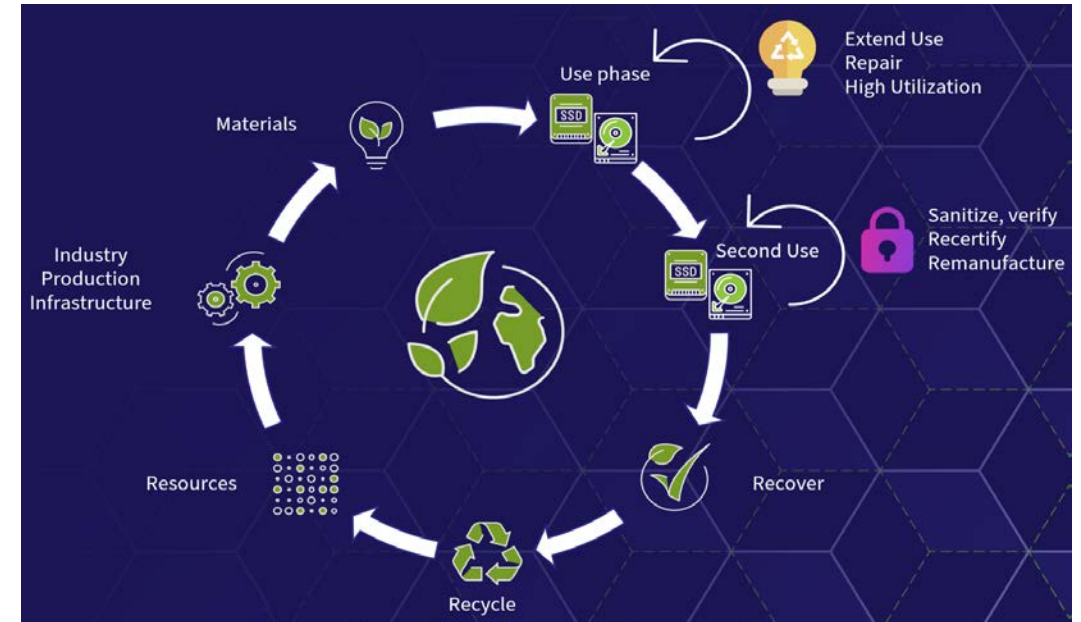 Extend Use
Repair
High Utilization
Use phase
SSD
Materials
Sanitize, verify
Recertify
Remanufacture
Second Use
SSD
Industry
Production
Infrastructure
Resources
Recover
Recycle